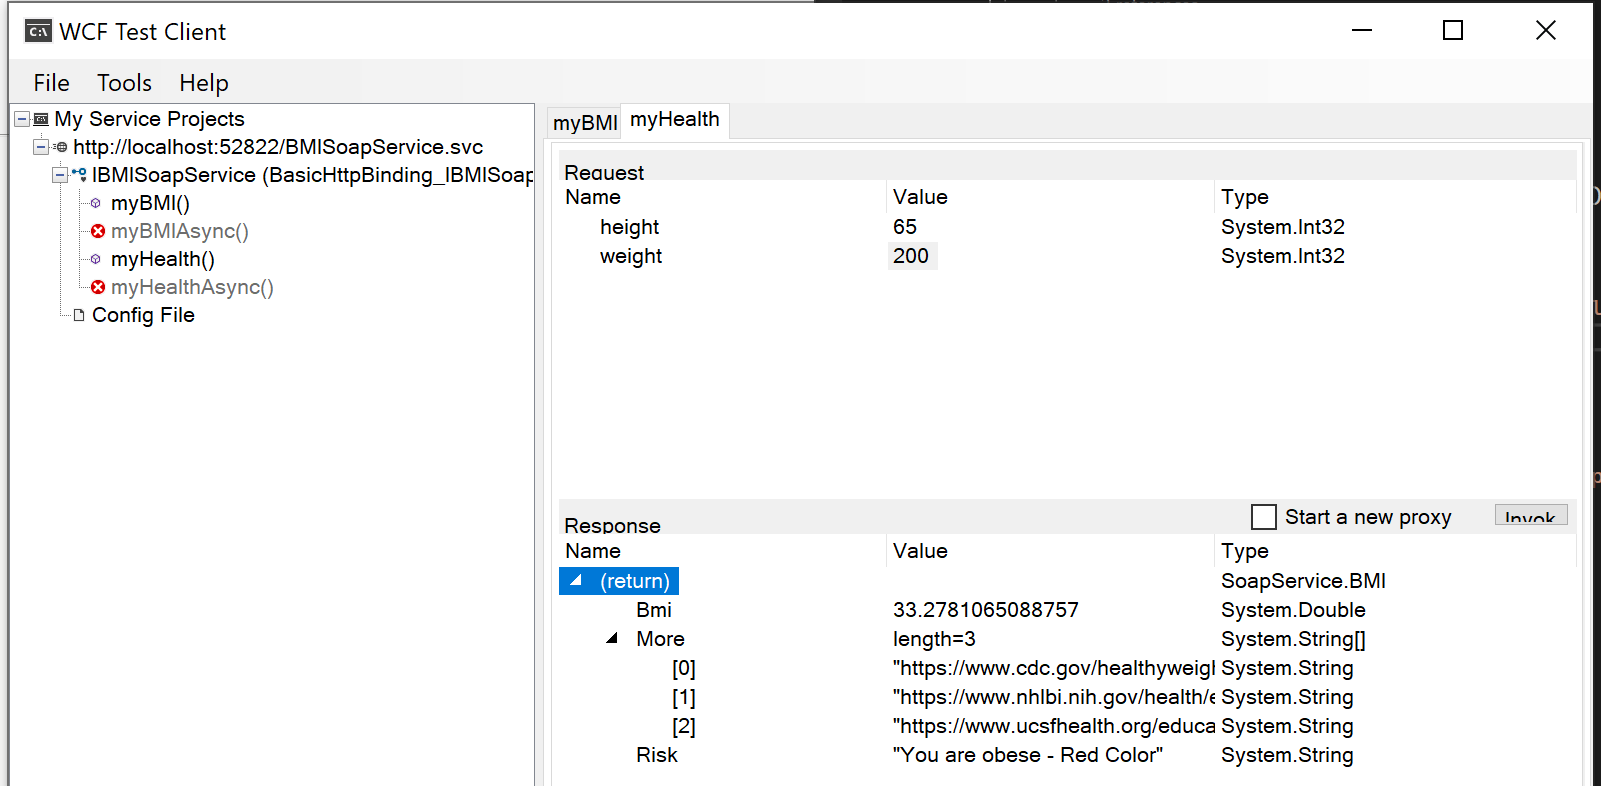 WCF Test Client
File Tools Help
My Service Projects
http://localhost:52822/BMISoapService.svc
IBMISoapService (BasicHttpBinding_IBMISoap
myBMI()
myBMIAsync()
myHealth()
myHealthAsync()
Config File
myBMI myHealth
Request
Name Value Type
height 65 System.Int32
weight 200 System.Int32
Response Start a new proxy Invok
Name Value Type
(return) SoapService.BMI
Bmi 33.2781065088757 System.Double
More length=3 System.String[]
[0] "https://www.cdc.gov/healthyweigh System.String
[1] "https://www.nhlbi.nih.gov/health/e System.String
[2] "https://www.ucsfhealth.org/educa System.String
Risk "You are obese - Red Color" System.String